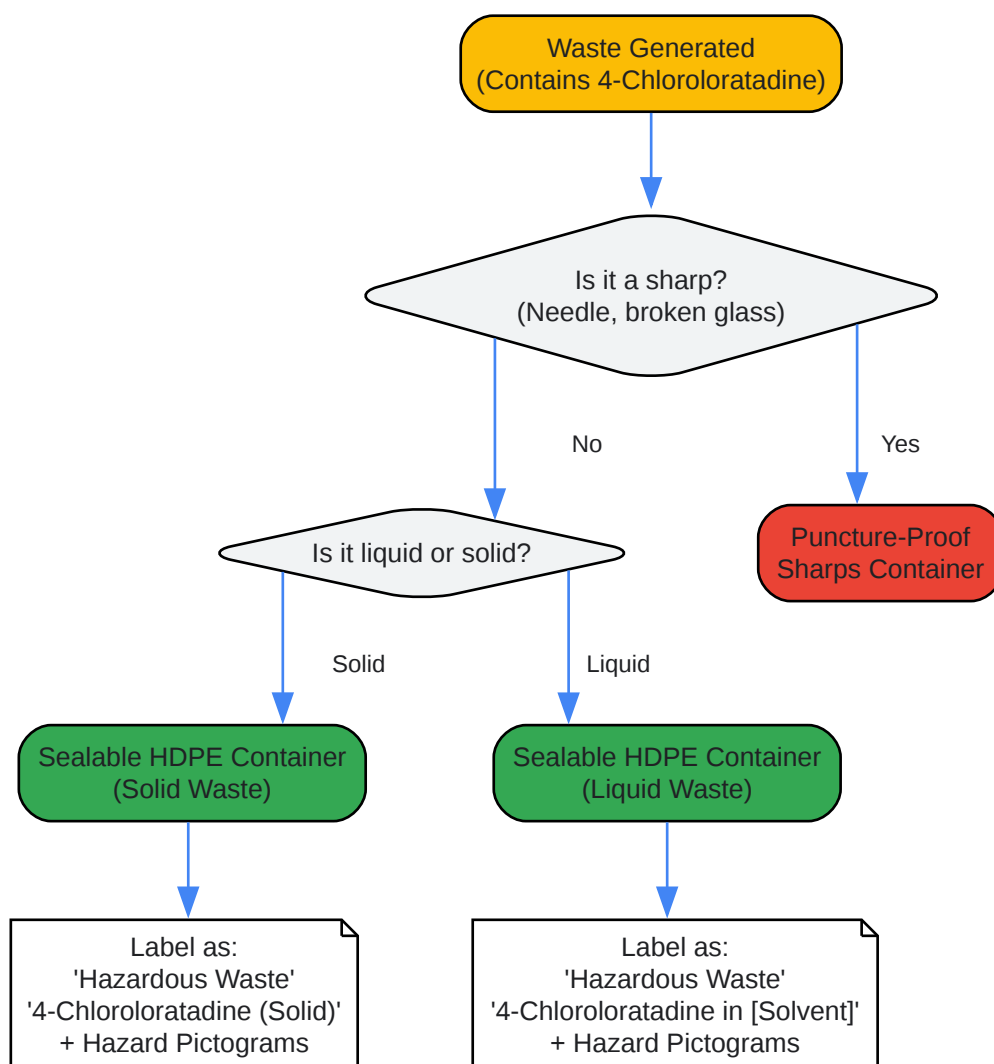 Waste Generated
(Contains 4-Chloroloratadine)
Is it a sharp?
(Needle, broken glass)
No
Yes
Puncture-Proof
Sharps Container
Is it liquid or solid?
Solid
Liquid
Sealable HDPE Container
(Solid Waste)
Sealable HDPE Container
(Liquid Waste)
Label as:
'Hazardous Waste'
'4-Chloroloratadine (Solid)'
+ Hazard Pictograms
Label as:
'Hazardous Waste'
'4-Chloroloratadine in [Solvent]'
+ Hazard Pictograms